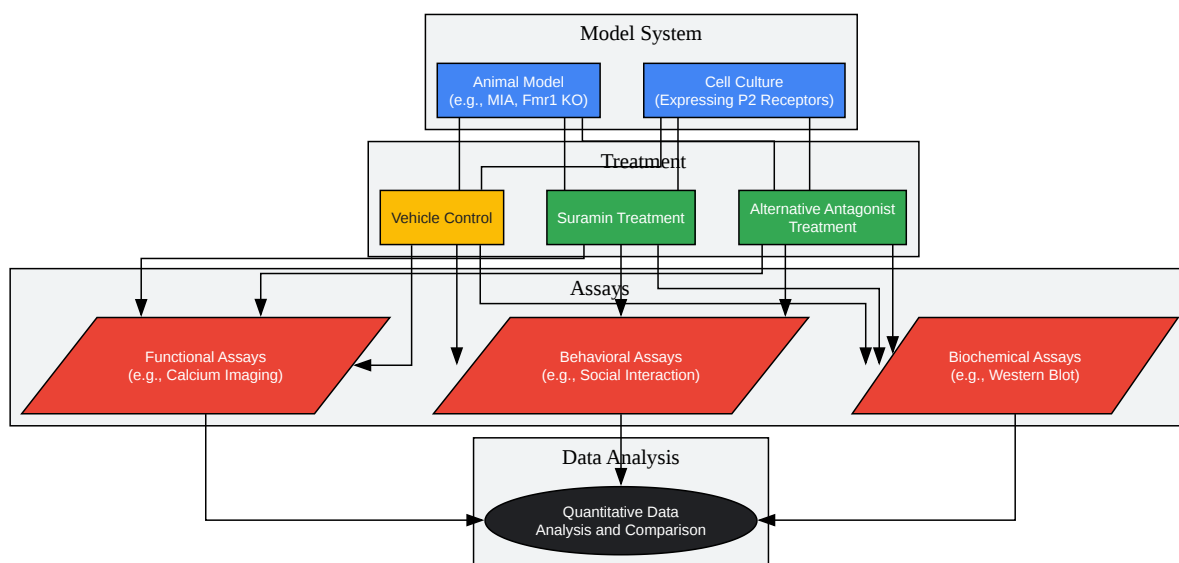 Model System
Animal Model
(e.g., MIA, Fmr1 KO)
Cell Culture
(Expressing P2 Receptors)
Treatment
Vehicle Control
Suramin Treatment
Alternative Antagonist
Treatment
Assays
Functional Assays
(e.g., Calcium Imaging)
Behavioral Assays
(e.g., Social Interaction)
Biochemical Assays
(e.g., Western Blot)
Data Analysis
Quantitative Data
Analysis and Comparison